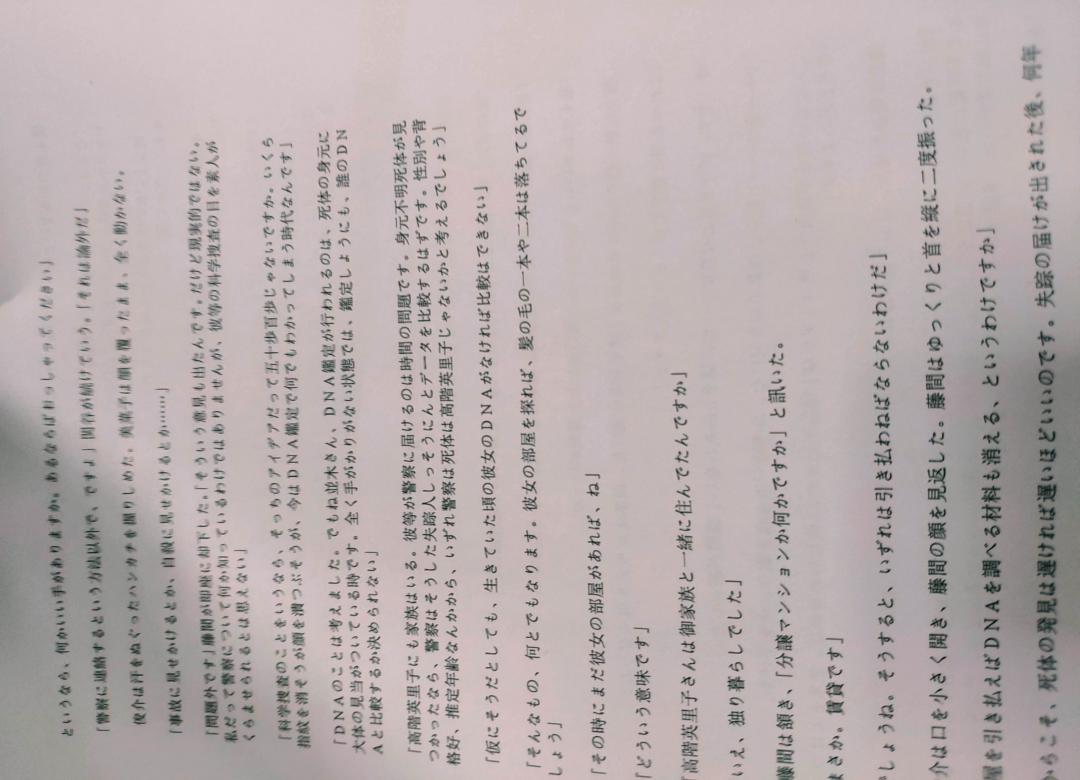 というなら、何かいい手がありますか。あるならばおっしゃってください」
「警察に連絡するという方法以外で、ですよ」関谷が続けていう。「それは論外だ」
俊介は汗をぬぐったハンカチを握りしめた。美菜子は顔を覆ったまま、全く動かない。
「事故に見せかけるとか、自殺に見せかけるとか……」
「問題外です」藤間が即座に却下した。「そういう意見も出たんです。だけど現実的ではない。
私だって警察について何か知っているわけではありませんが、彼等の科学捜査の目を素人が
くらませられるとは思えない」
「科学捜査のことをいうなら、そっちのアイデアだって五十歩百歩じゃないですか。いくら
指紋を消そうが顔を潰つぶそうが、今はDNA鑑定で何でもわかってしまう時代なんです」
「DNAのことは考えました。でもね並木さん、DNA鑑定が行われるのは、死体の身元に
大体の見当がついている時です。全く手がかりがない状態では、鑑定しようにも、誰のDN
Aと比較するか決められない」
「高階英里子にも家族はいる。彼等が警察に届けるのは時間の問題です。身元不明死体が見
つかったなら、警察はそうした失踪人しっそうにんとデータを比較するはずです。性別や背
格好、推定年齢なんかから、いずれ警察は死体は高階英里子じゃないかと考えるでしょう」
「仮にそうだとしても、生きていた頃の彼女のDNAがなければ比較はできない」
「そんなもの、何とでもなります。彼女の部屋を探れば、髪の毛の一本や二本は落ちてるで
しょう」
「その時にまだ彼女の部屋があれば、ね」
「どういう意味です」
「高階英里子さんは御家族と一緒に住んでたんですか」
いえ、独り暮らしでした」
藤間は頷き、「分譲マンションか何かですか」と訊いた。
まさか。賃貸です」
しょうね。そうすると、いずれは引き払わねばならないわけだ」
介は口を小さく開き、藤間の顔を見返した。藤間はゆっくりと首を縦に二度振った。
屋を引き払えばDNAを調べる材料も消える、というわけですか」
らこそ、死体の発見は遅ければ遅いほどいいのです。失踪の届けが出された後、何年